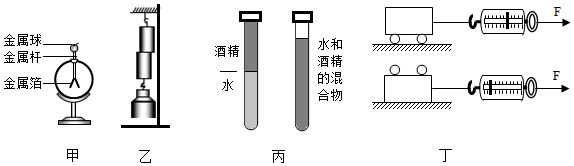 金属球
金属杆
金属箔
酒精
水
水和
酒精
的混
合物
F
F
甲
乙
丙
丁